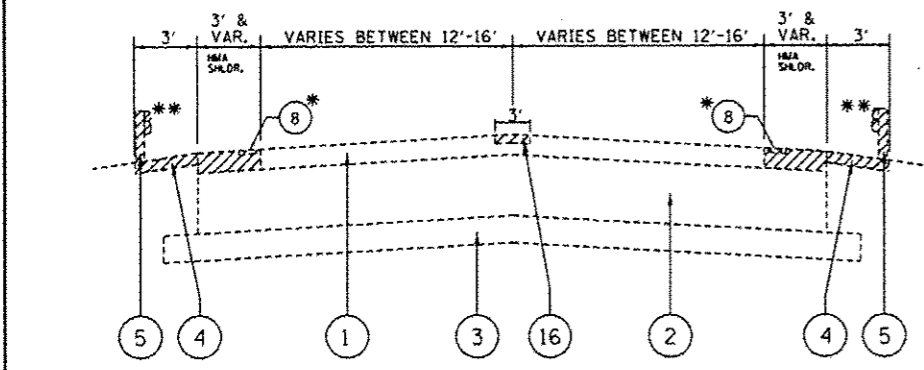 3' & 3' &
3' VAR. VARIES BETWEEN 12'-16' VARIES BETWEEN 12'-16' VAR. 3'
HMA HMA
SHLDR. SHLDR.
** 8* 3' *8 **
5 4 1 3 16 2 4 5